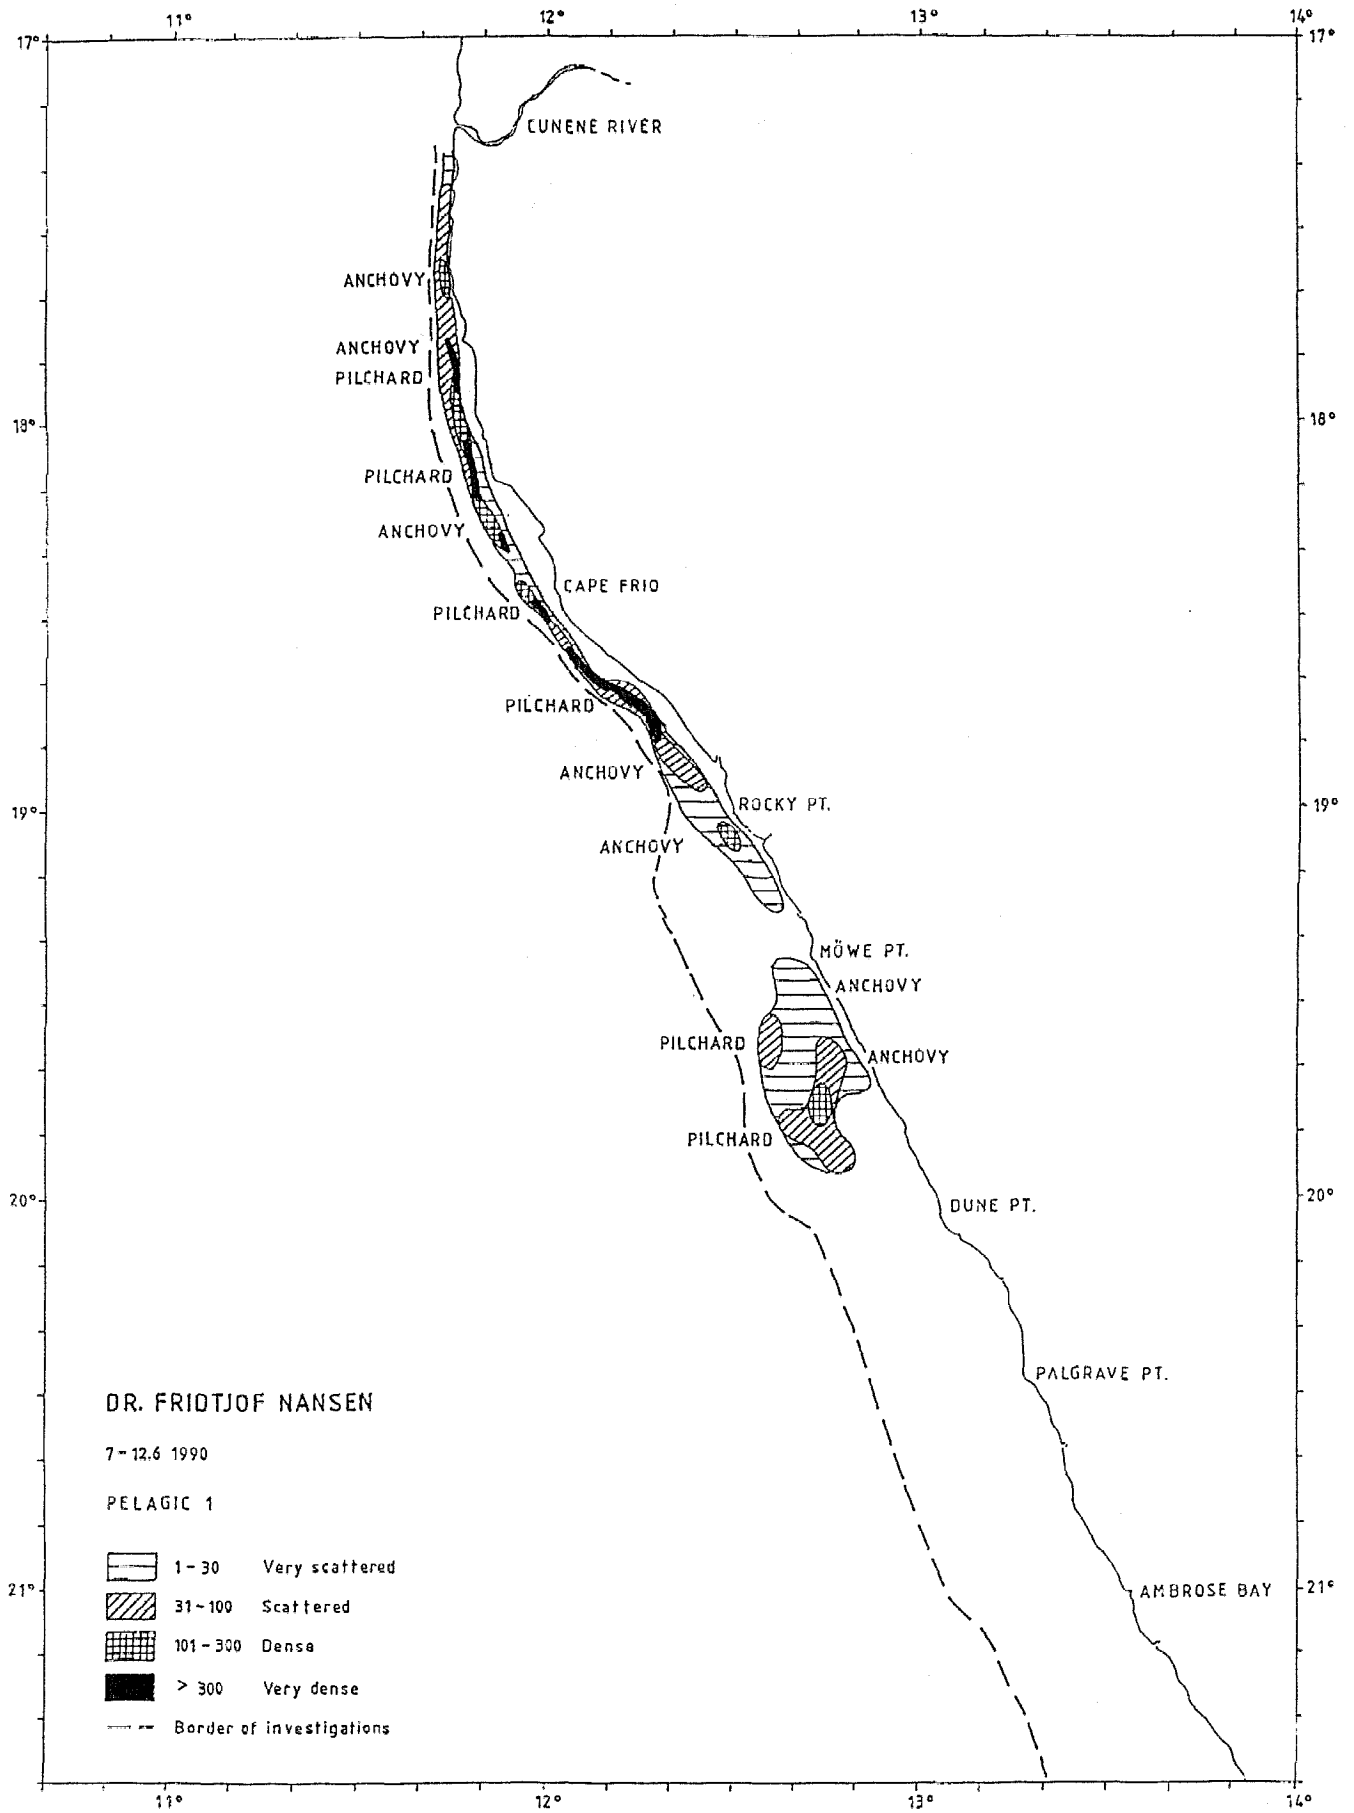 11° 12° 13° 14°
17° 17°
CUNENE RIVER
ANCHOVY
ANCHOVY
PILCHARD
18° 18°
PILCHARD
ANCHOVY
CAPE FRIO
PILCHARD
PILCHARD
ANCHOVY
ROCKY PT.
19° 19°
ANCHOVY
MÖWE PT.
ANCHOVY
PILCHARD
ANCHOVY
PILCHARD
20° 20°
DUNE PT.
PALGRAVE PT.
DR. FRIDTJOF NANSEN
7-12.6 1990
PELAGIC 1
1-30 Very scattered
21° 21°
AMBROSE BAY
31-100 Scattered
101-300 Dense
> 300 Very dense
Border of investigations
11° 12° 13° 14°